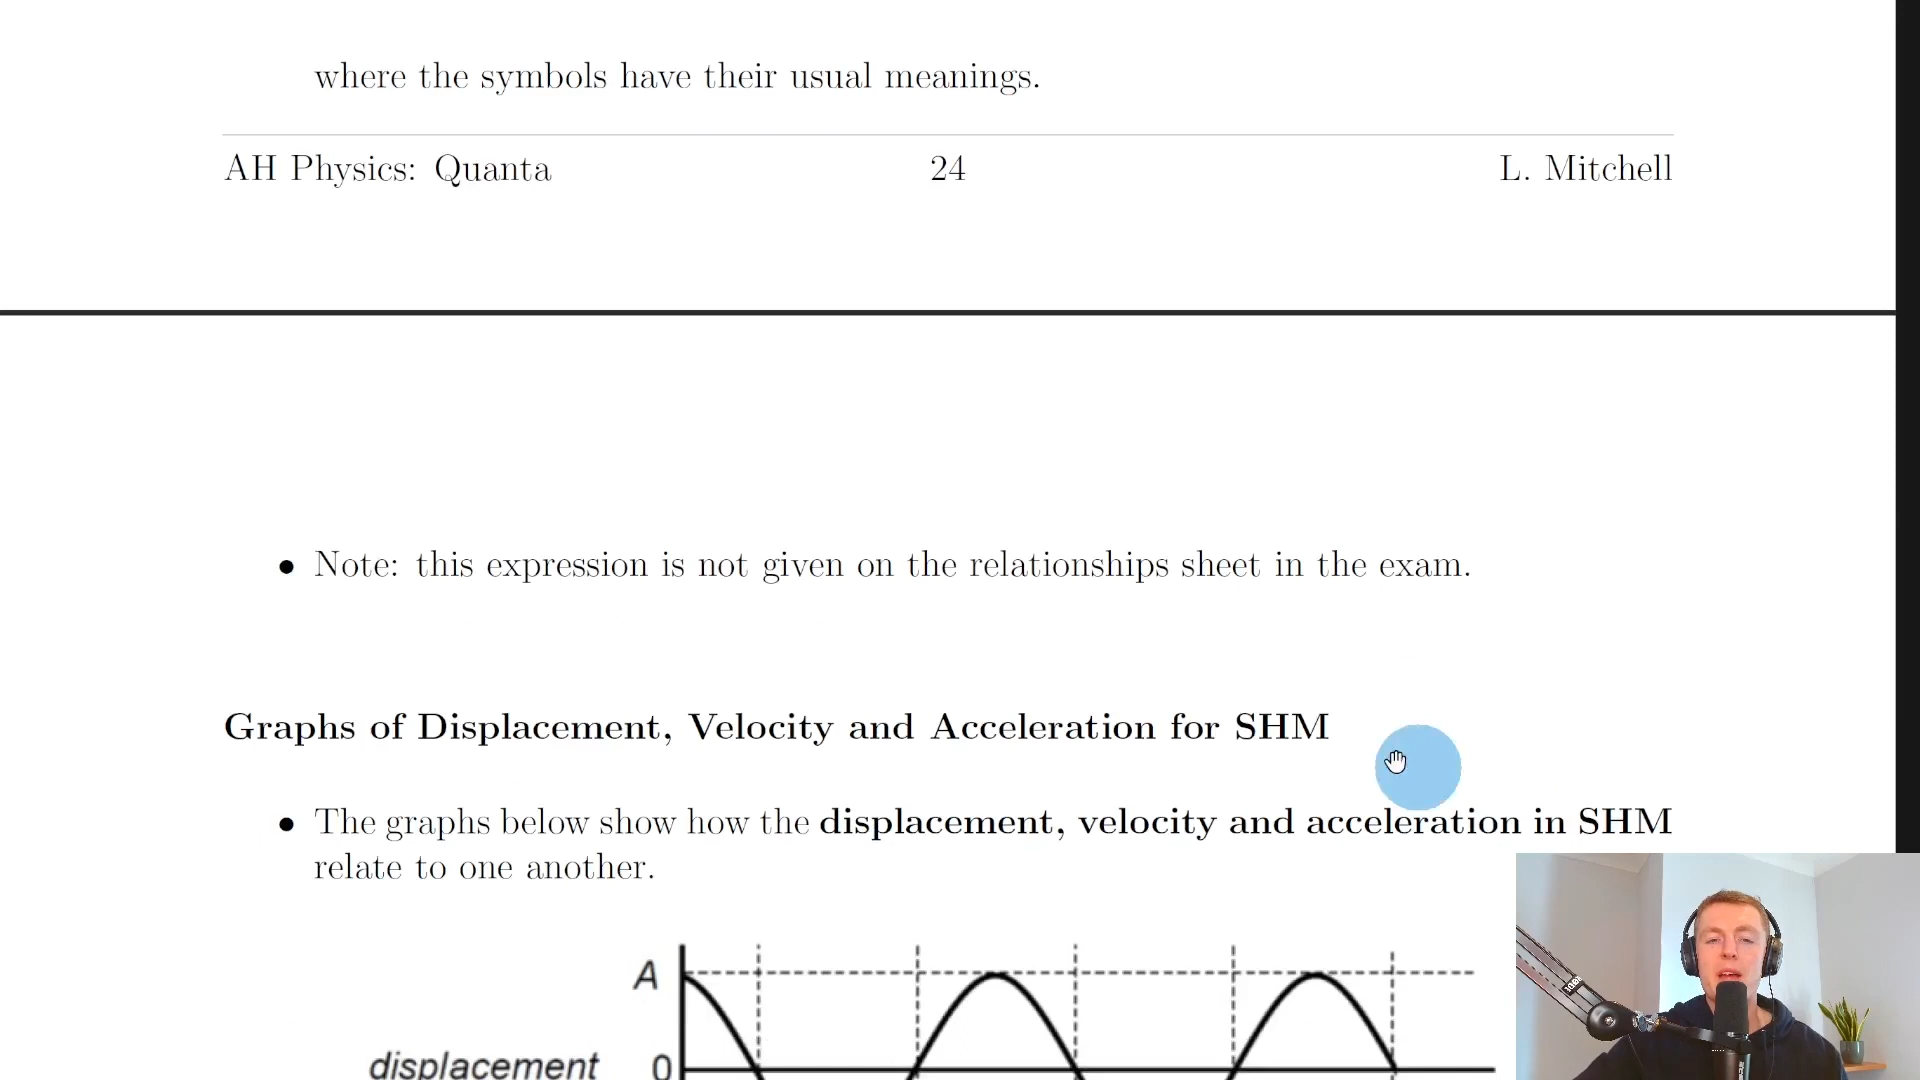 where the symbols have their usual meanings.
AH Physics: Quanta 24 L. Mitchell
• Note: this expression is not given on the relationships sheet in the exam.
Graphs of Displacement, Velocity and Acceleration for SHM
• The graphs below show how the displacement, velocity and acceleration in SHM
relate to one another.
A
displacement 0